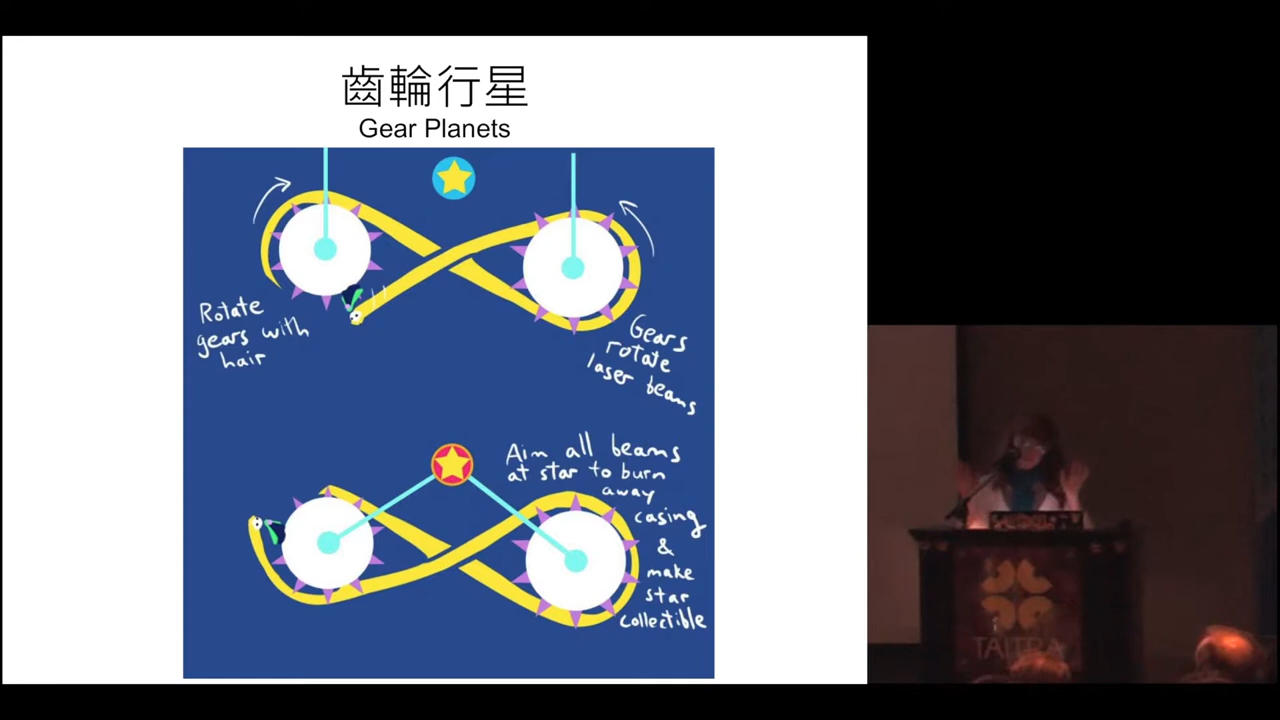 齒輪行星
Gear Planets
Rotate
gears with
hair
Gears
rotate
laser beams
Aim all beams
at star to burn
away
casing
&
make
star
collectible
TAITRA